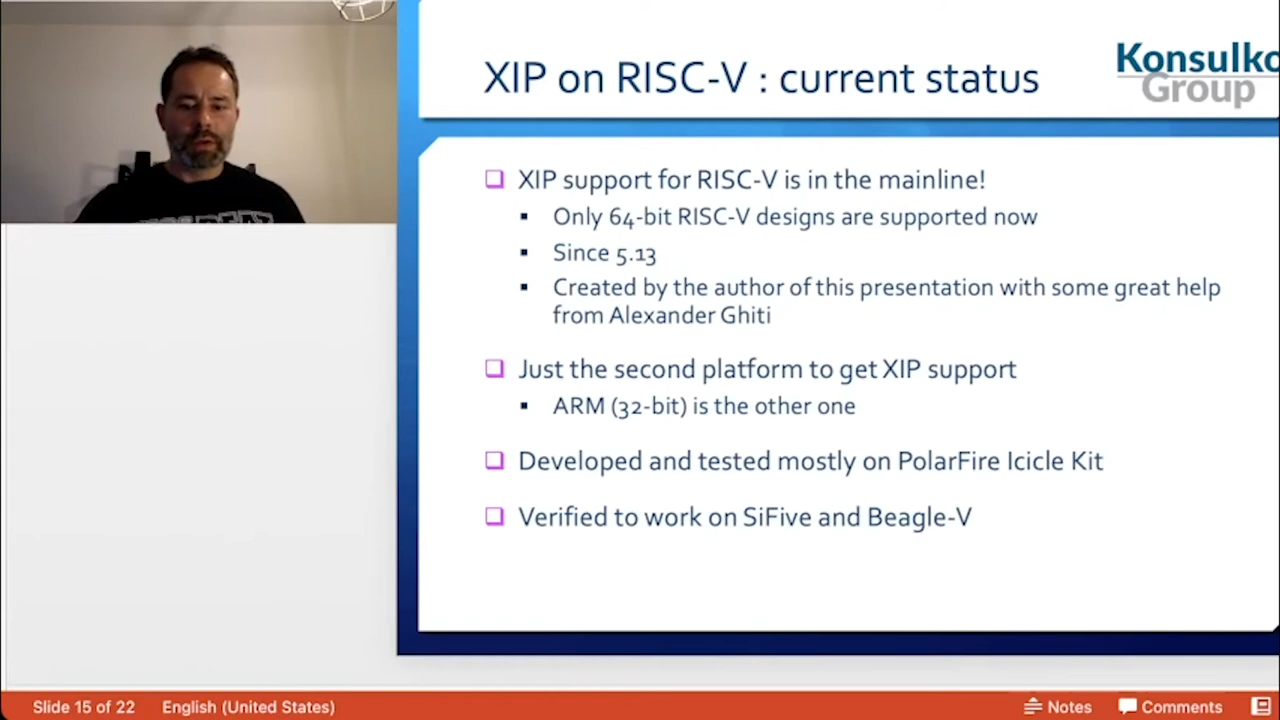 XIP on RISC-V : current status
Konsulko
Group
XIP support for RISC-V is in the mainline!
Only 64-bit RISC-V designs are supported now
Since 5.13
Created by the author of this presentation with some great help
from Alexander Ghiti
Just the second platform to get XIP support
ARM (32-bit) is the other one
Developed and tested mostly on PolarFire Icicle Kit
Verified to work on SiFive and Beagle-V
Slide 15 of 22
English (United States)
Notes
Comments